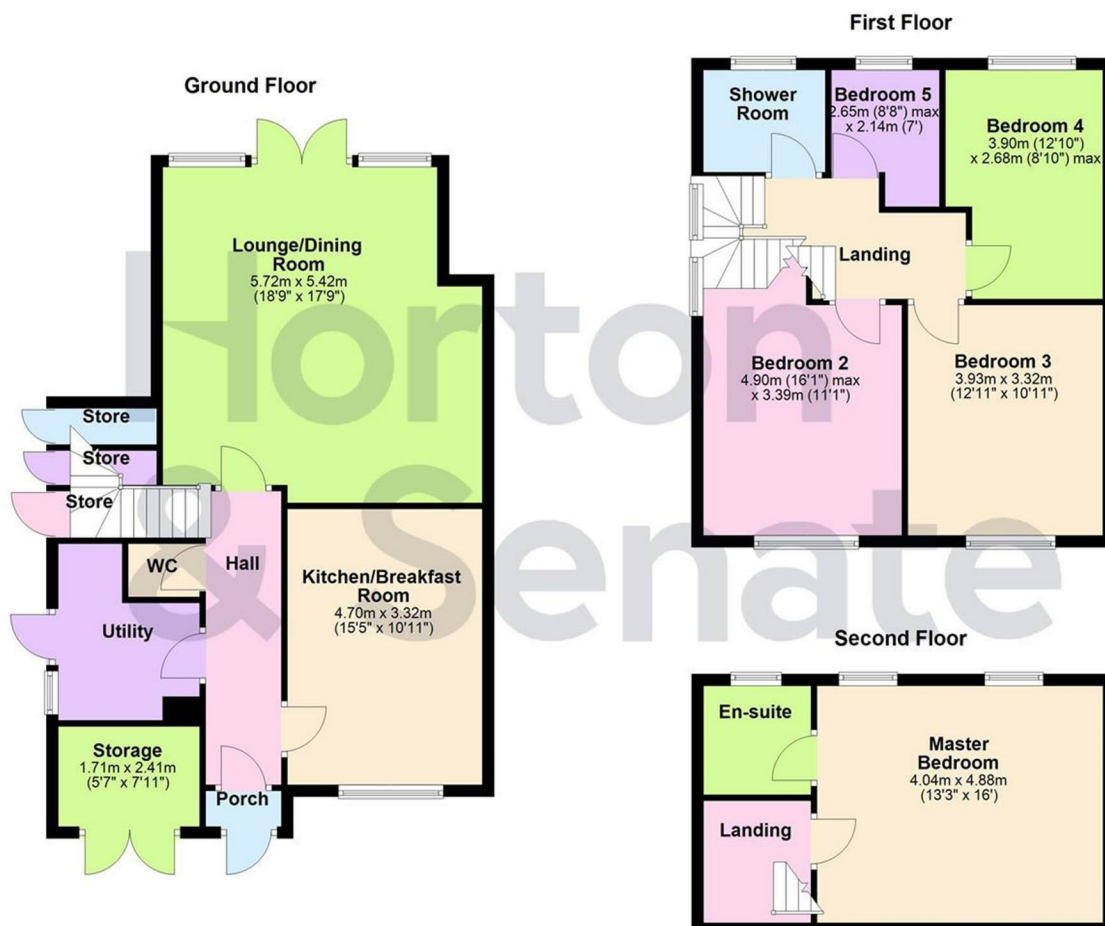 Ground Floor
Lounge/Dining
Room
5.72m x 5.42m
(18'9" x 17'9")
Store
Store
Store
WC
Hall
Utility
Kitchen/Breakfast
Room
4.70m x 3.32m
(15'5" x 10'11")
Storage
1.71m x 2.41m
(5'7" x 7'11")
Porch
First Floor
Shower
Room
Bedroom 5
2.65m (8'8") max
x 2.14m (7')
Bedroom 4
3.90m (12'10")
x 2.68m (8'10") max
Landing
Bedroom 2
4.90m (16'1") max
x 3.39m (11'1")
Bedroom 3
3.93m x 3.32m
(12'11" x 10'11")
Second Floor
En-suite
Master
Bedroom
4.04m x 4.88m
(13'3" x 16')
Landing
Horton
& Senate